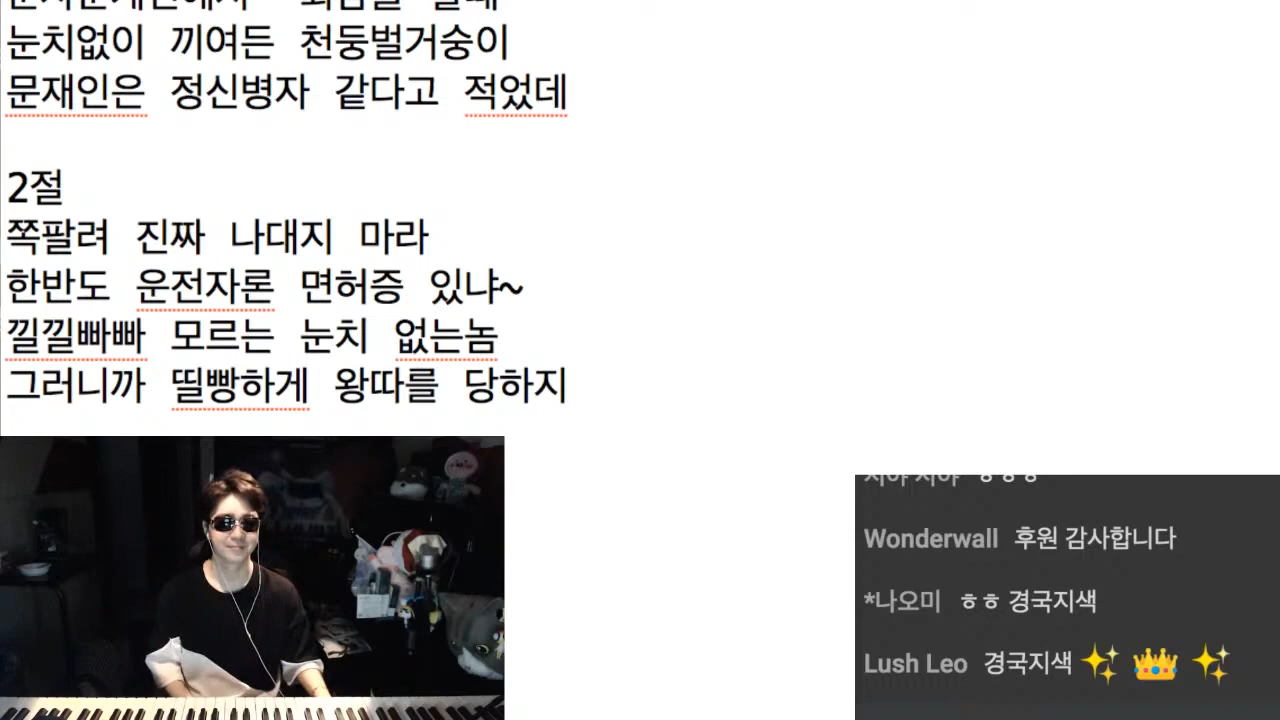 눈치없이 끼여든 천둥벌거숭이
문재인은 정신병자 같다고 적었데
2절
쪽팔려 진짜 나대지 마라
한반도 운전자론 면허증 있냐~
낄낄빠빠 모르는 눈치 없는놈
그러니까 띨빵하게 왕따를 당하지
Wonderwall 후원 감사합니다
*나오미 ㅎㅎ 경국지색
Lush Leo 경국지색